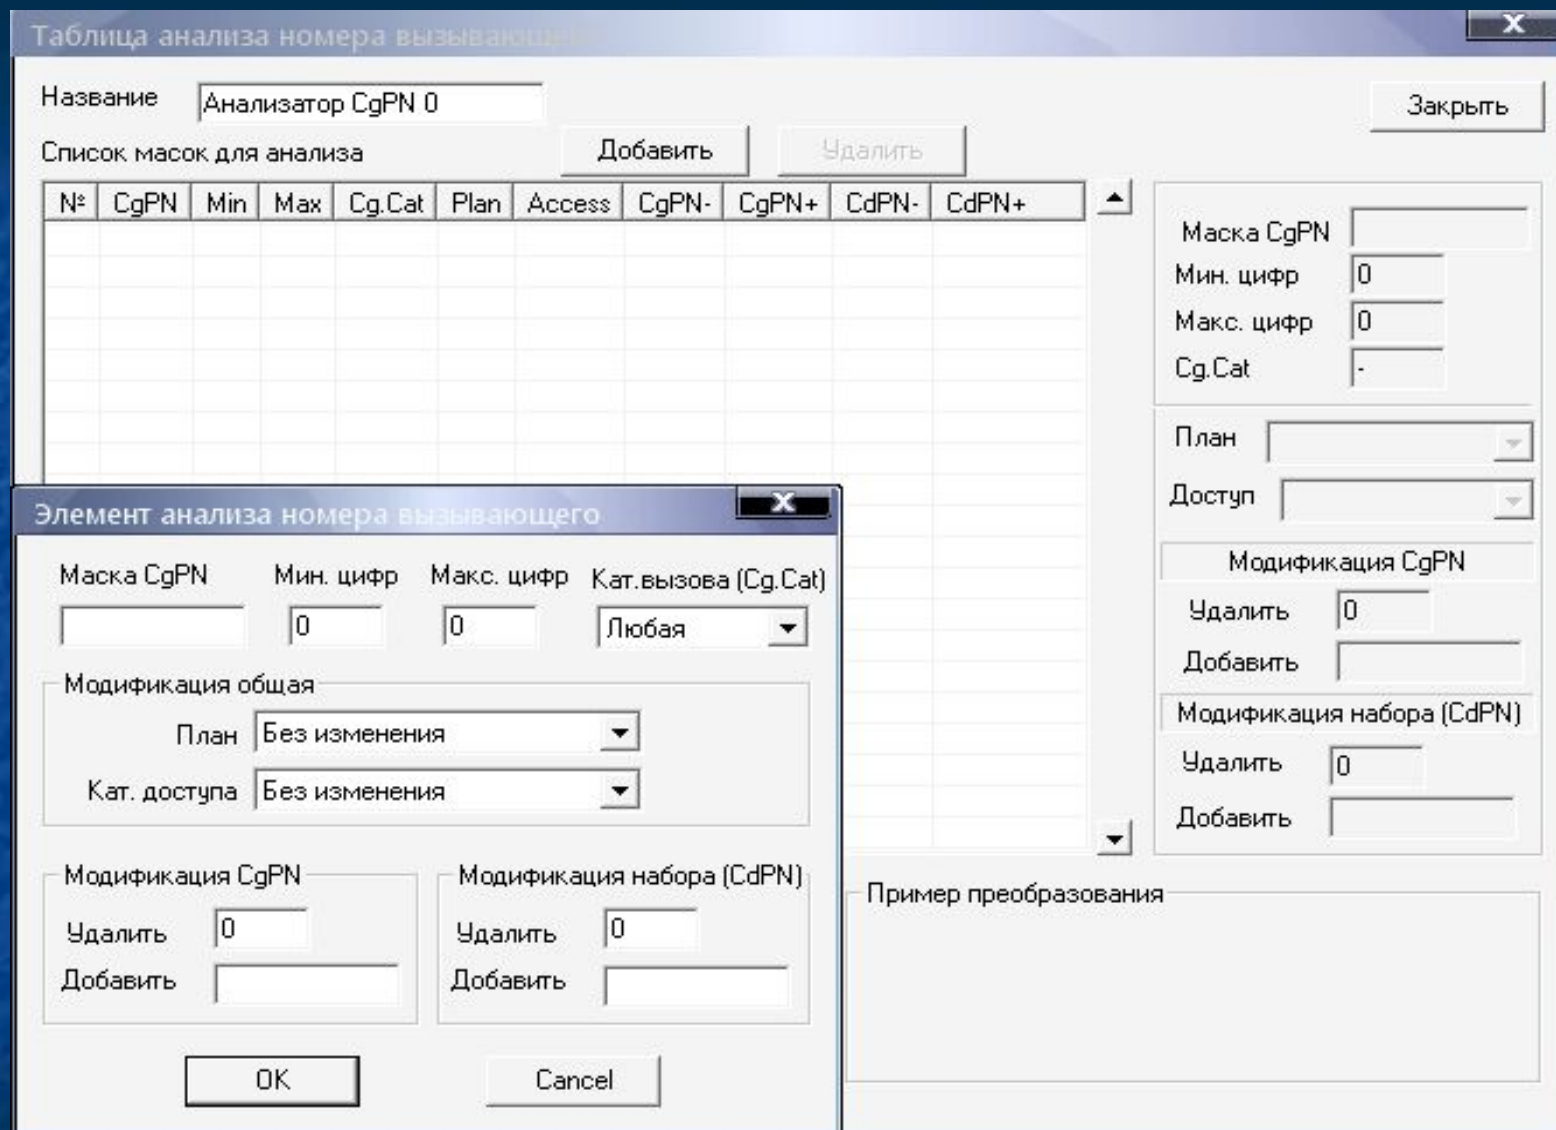 Таблица анализа номера вызывающего
Название Анализатор CgPN 0
Закрыть
Список масок для анализа Добавить Удалить
№ CgPN Min Max Cg.Cat Plan Access CgPN- CgPN+ CdPN- CdPN+
Маска CgPN
Мин. цифр 0
Макс. цифр 0
Cg.Cat -
План
Доступ
Модификация CgPN
Удалить 0
Добавить
Модификация набора (CdPN)
Удалить 0
Добавить
Пример преобразования
Элемент анализа номера вызывающего
Маска CgPN Мин. цифр Макс. цифр Кат.вызова (Cg.Cat)
0 0 Любая
Модификация общая
План Без изменения
Кат. доступа Без изменения
Модификация CgPN Модификация набора (CdPN)
Удалить 0 Удалить 0
Добавить Добавить
OK Cancel